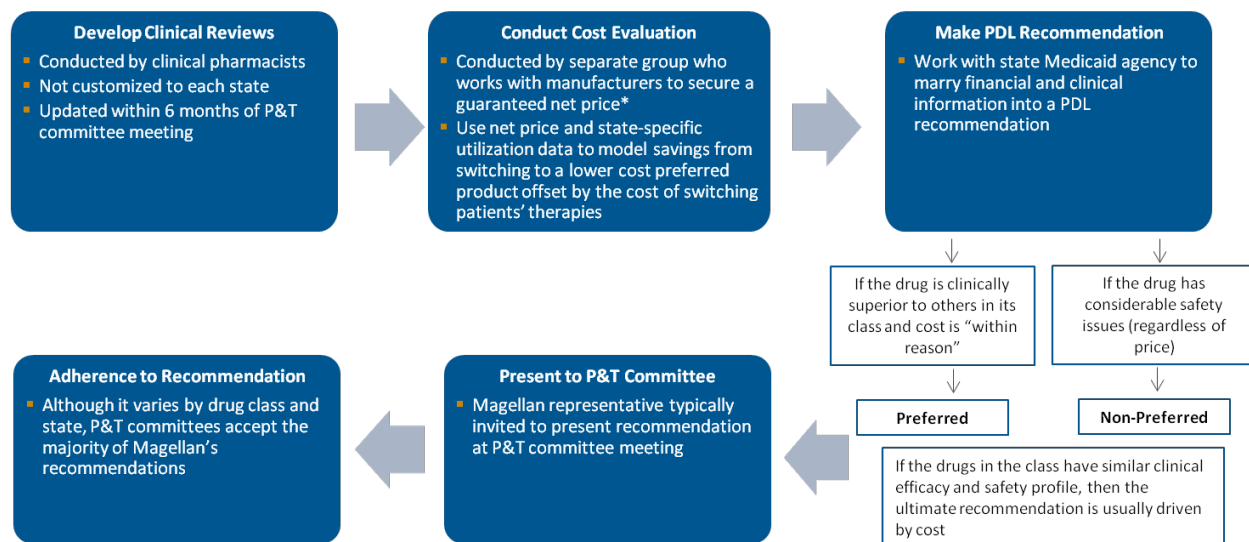 Develop Clinical Reviews
▪ Conducted by clinical pharmacists
▪ Not customized to each state
▪ Updated within 6 months of P&T
committee meeting
Conduct Cost Evaluation
▪ Conducted by separate group who
works with manufacturers to secure a
guaranteed net price*
▪ Use net price and state-specific
utilization data to model savings from
switching to a lower cost preferred
product offset by the cost of switching
patients’ therapies
Make PDL Recommendation
▪ Work with state Medicaid agency to
marry financial and clinical
information into a PDL
recommendation
If the drug is clinically
superior to others in its
class and cost is “within
reason”
If the drug has
considerable safety
issues (regardless of
price)
Preferred
Non-Preferred
If the drugs in the class have similar clinical
efficacy and safety profile, then the
ultimate recommendation is usually driven
by cost
Present to P&T Committee
▪ Magellan representative typically
invited to present recommendation
at P&T committee meeting
Adherence to Recommendation
▪ Although it varies by drug class and
state, P&T committees accept the
majority of Magellan’s
recommendations